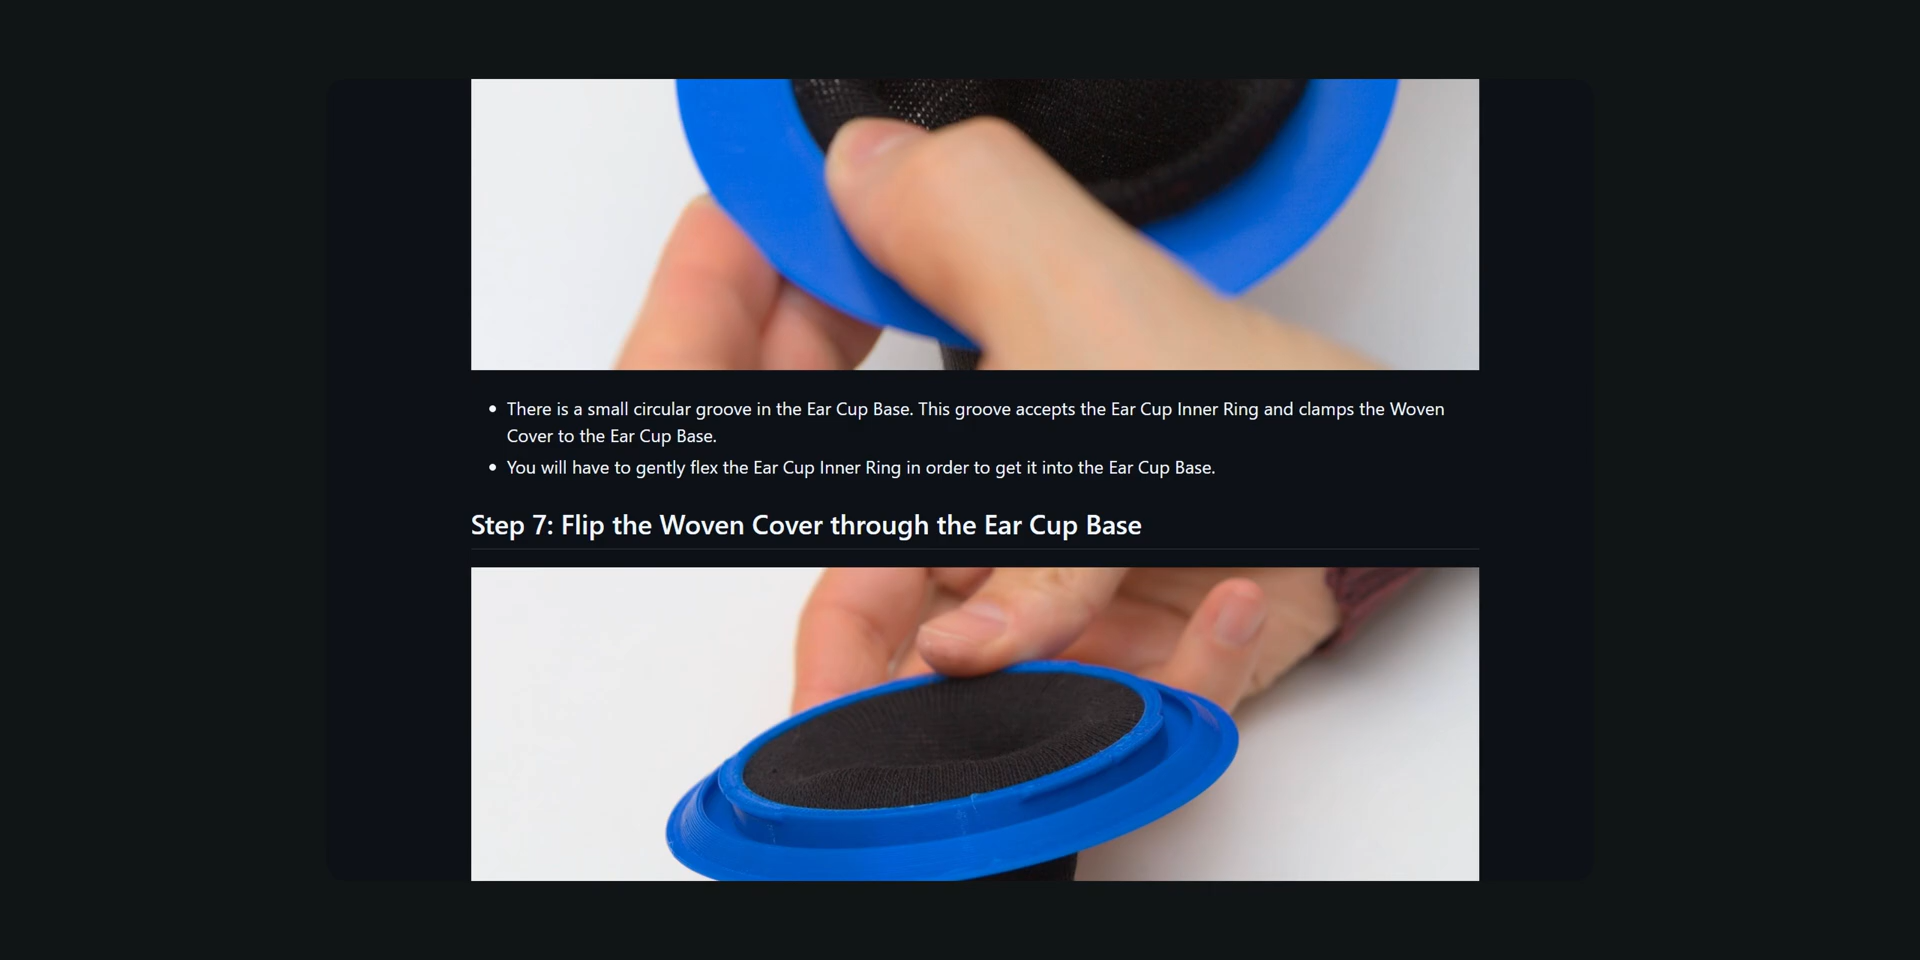 There is a small circular groove in the Ear Cup Base. This groove accepts the Ear Cup Inner Ring and clamps the Woven
Cover to the Ear Cup Base.
You will have to gently flex the Ear Cup Inner Ring in order to get it into the Ear Cup Base.
Step 7: Flip the Woven Cover through the Ear Cup Base